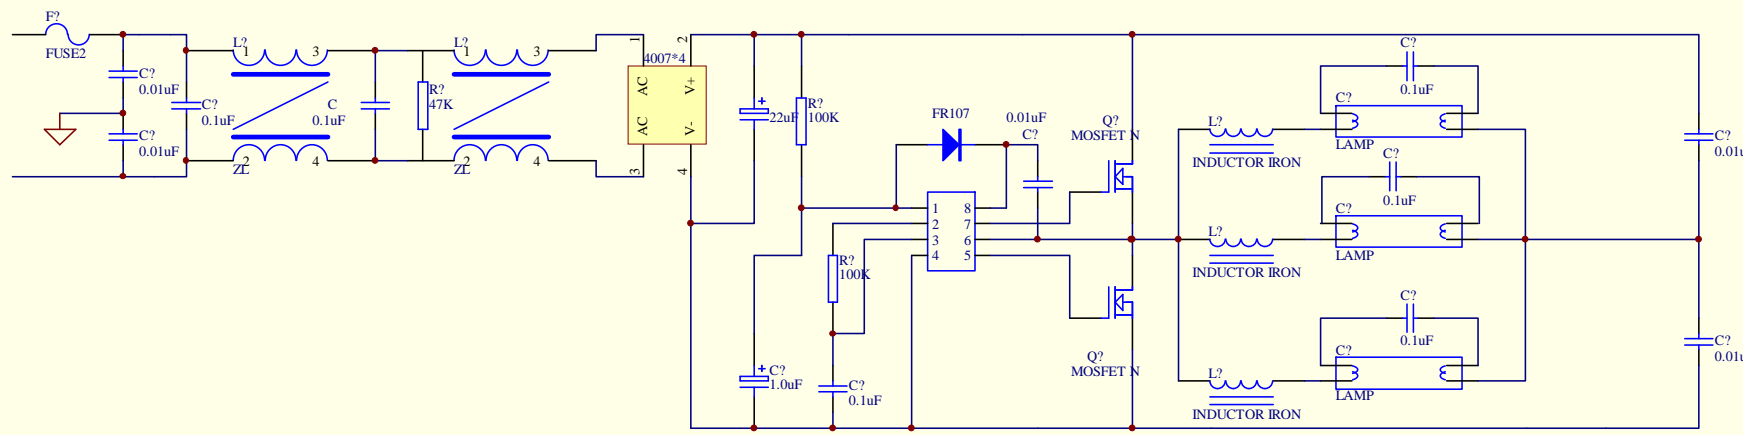 F?
FUSE2
C?
0.01uF
C?
0.01uF
C?
0.1uF
L?
1
3
2
4
ZL
C
0.1uF
R?
47K
L?
1
3
2
4
ZL
1
2
4007*4
AC
V+
AC
V-
3
4
22uF
R?
100K
C?
1.0uF
FR107
0.01uF
C?
1
8
2
7
3
6
4
5
R?
100K
C?
0.1uF
Q?
MOSFET N
Q?
MOSFET N
L?
INDUCTOR IRON
C?
0.1uF
C?
LAMP
L?
INDUCTOR IRON
C?
0.1uF
C?
LAMP
L?
INDUCTOR IRON
C?
0.1uF
C?
LAMP
C?
0.01u
C?
0.01u